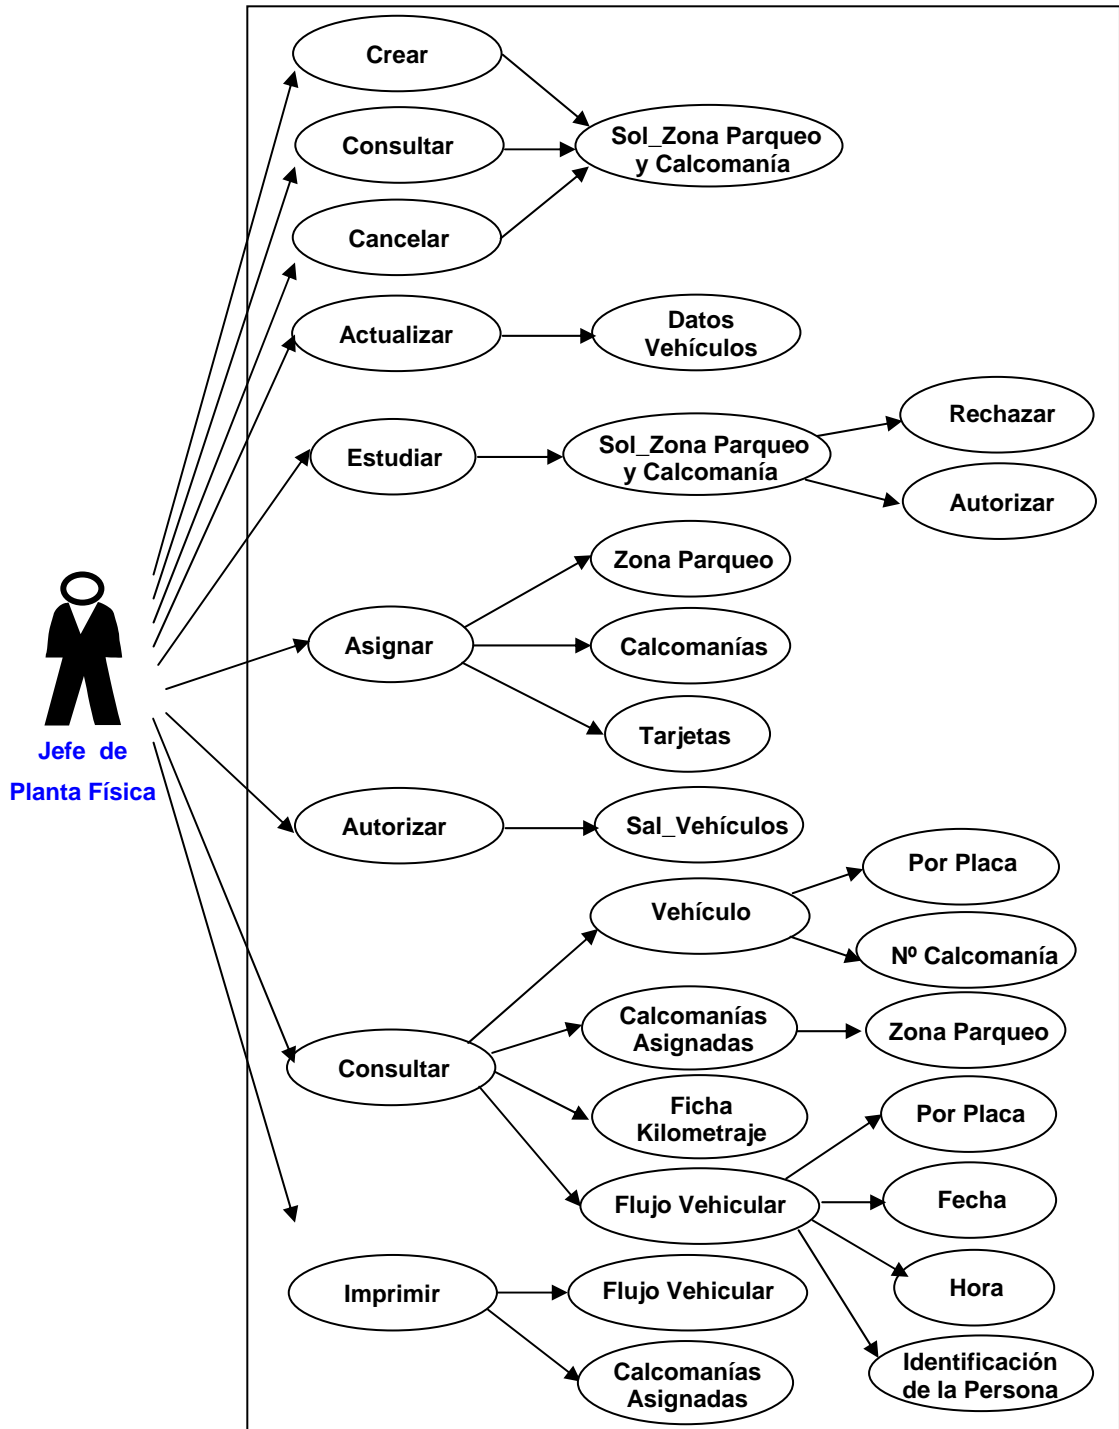 Crear
Consultar
Sol_Zona Parqueo
y Calcomanía
Cancelar
Actualizar
Datos
Vehículos
Estudiar
Sol_Zona Parqueo
y Calcomanía
Rechazar
Autorizar
Asignar
Zona Parqueo
Calcomanías
Tarjetas
Jefe de
Planta Física
Autorizar
Sal_Vehículos
Consultar
Vehículo
Por Placa
Nº Calcomanía
Calcomanías
Asignadas
Zona Parqueo
Ficha
Kilometraje
Flujo Vehicular
Por Placa
Fecha
Hora
Identificación
de la Persona
Imprimir
Flujo Vehicular
Calcomanías
Asignadas